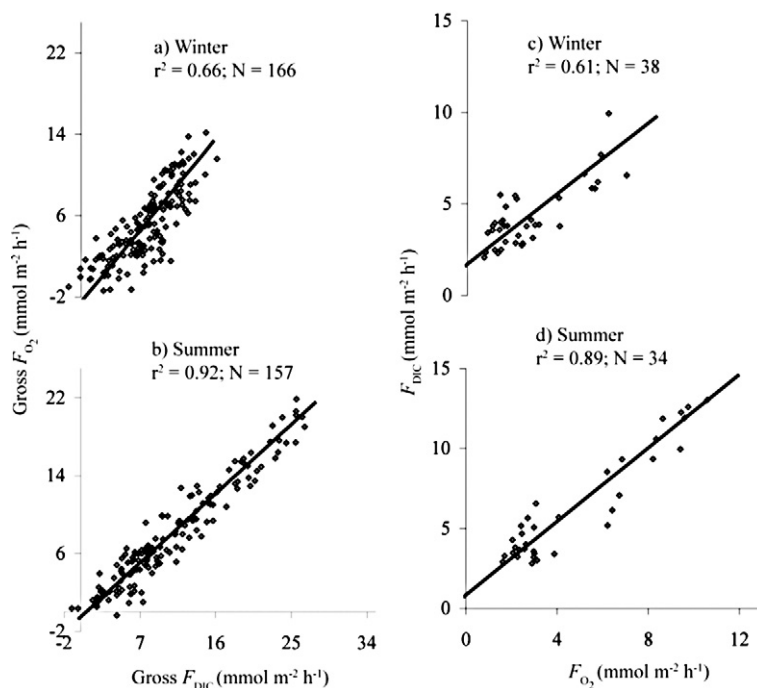 a) Winter
r² = 0.66; N = 166
22
14
6
-2
Gross F_O₂ (mmol m⁻² h⁻¹)
b) Summer
r² = 0.92; N = 157
22
14
6
-2 7 16 25 34
Gross F_DIC (mmol m⁻² h⁻¹)
c) Winter
r² = 0.61; N = 38
15
10
5
0
F_DIC (mmol m⁻² h⁻¹)
d) Summer
r² = 0.89; N = 34
15
10
5
0
0 4 8 12
F_O₂ (mmol m⁻² h⁻¹)